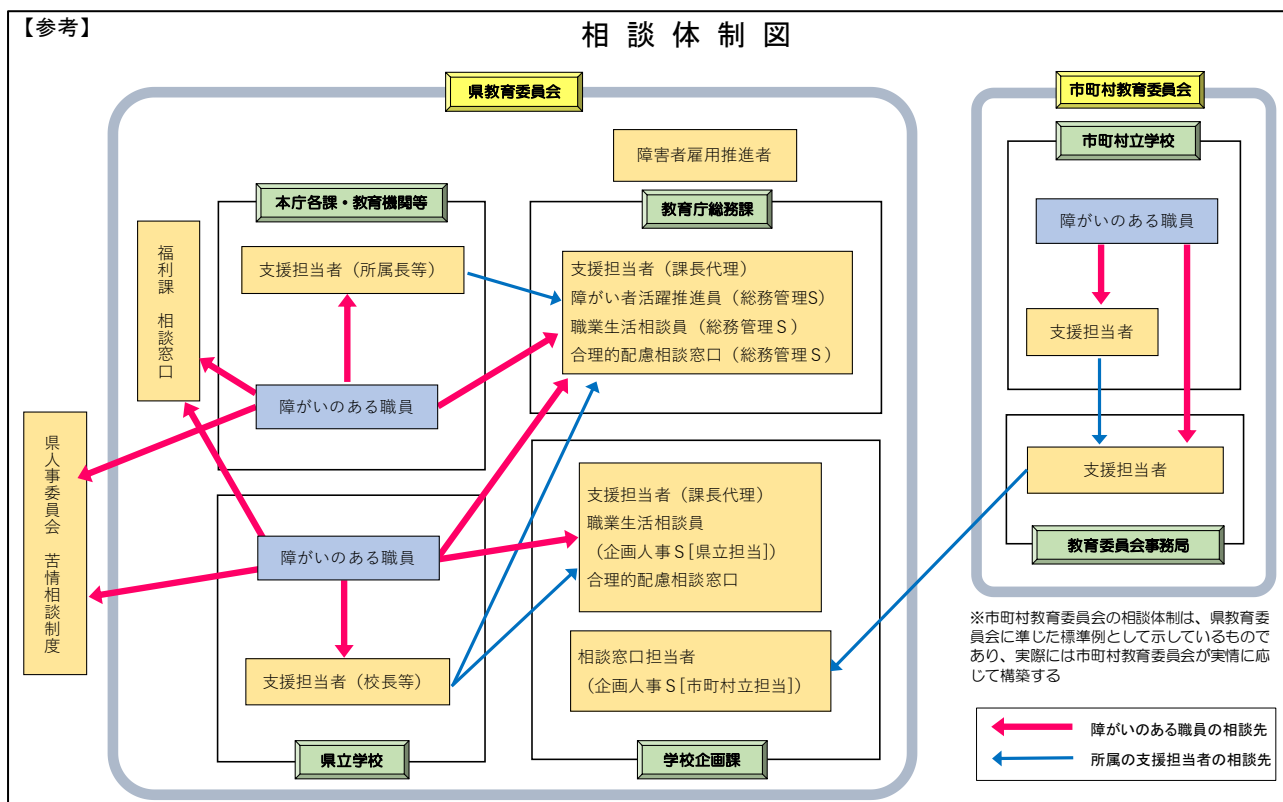 【参考】
相 談 体 制 図
県教育委員会
市町村教育委員会
障害者雇用推進者
市町村立学校
本庁各課・教育機関等
教育庁総務課
障がいのある職員
福利課 相談窓口
支援担当者（所属長等）
支援担当者（課長代理）
障がい者活躍推進員（総務管理S）
職業生活相談員（総務管理Ｓ）
合理的配慮相談窓口（総務管理Ｓ）
支援担当者
障がいのある職員
県人事委員会 苦情相談制度
支援担当者
教育委員会事務局
障がいのある職員
支援担当者（課長代理）
職業生活相談員
（企画人事Ｓ[県立担当]）
合理的配慮相談窓口
支援担当者（校長等）
相談窓口担当者
（企画人事Ｓ[市町村立担当]）
県立学校
学校企画課
※市町村教育委員会の相談体制は、県教育委
員会に準じた標準例として示しているもので
あり、実際には市町村教育委員会が実情に応
じて構築する
障がいのある職員の相談先
所属の支援担当者の相談先